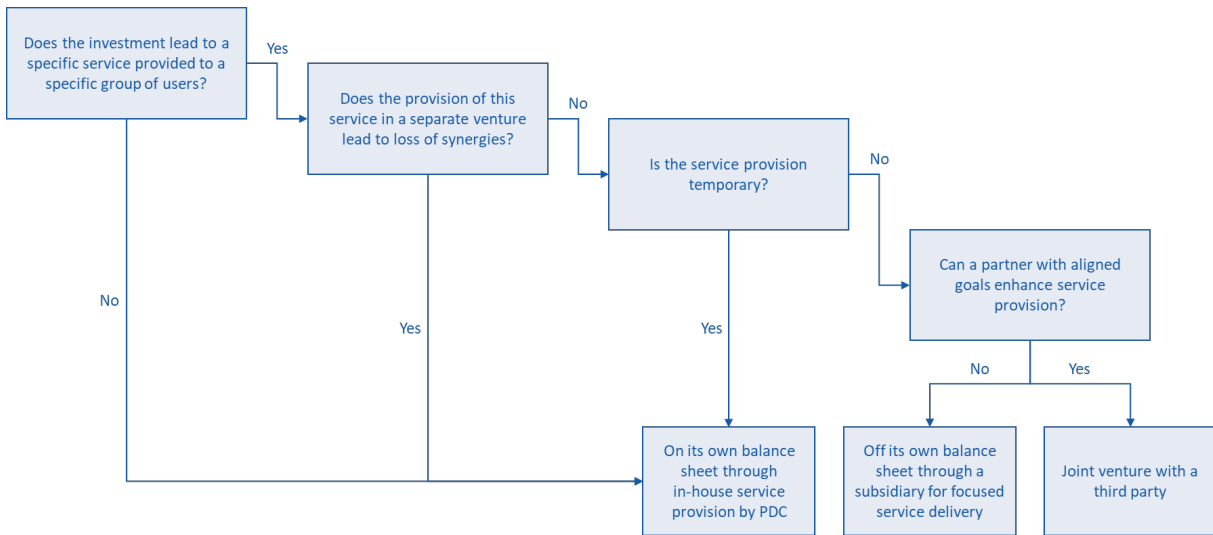 Does the investment lead to a
specific service provided to a
specific group of users?
Yes
Does the provision of this
service in a separate venture
lead to loss of synergies?
No
Is the service provision
temporary?
No
Can a partner with aligned
goals enhance service
provision?
No
Yes
Yes
No
Yes
On its own balance
sheet through
in-house service
provision by PDC
Off its own balance
sheet through a
subsidiary for focused
service delivery
Joint venture with a
third party